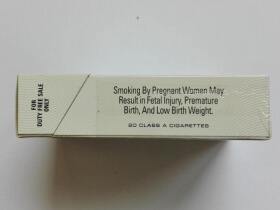 FOR
DUTY FREE SALE
ONLY
Smoking By Pregnant Women May
Result in Fetal Injury, Premature
Birth, And Low Birth Weight.
20 CLASS A CIGARETTES